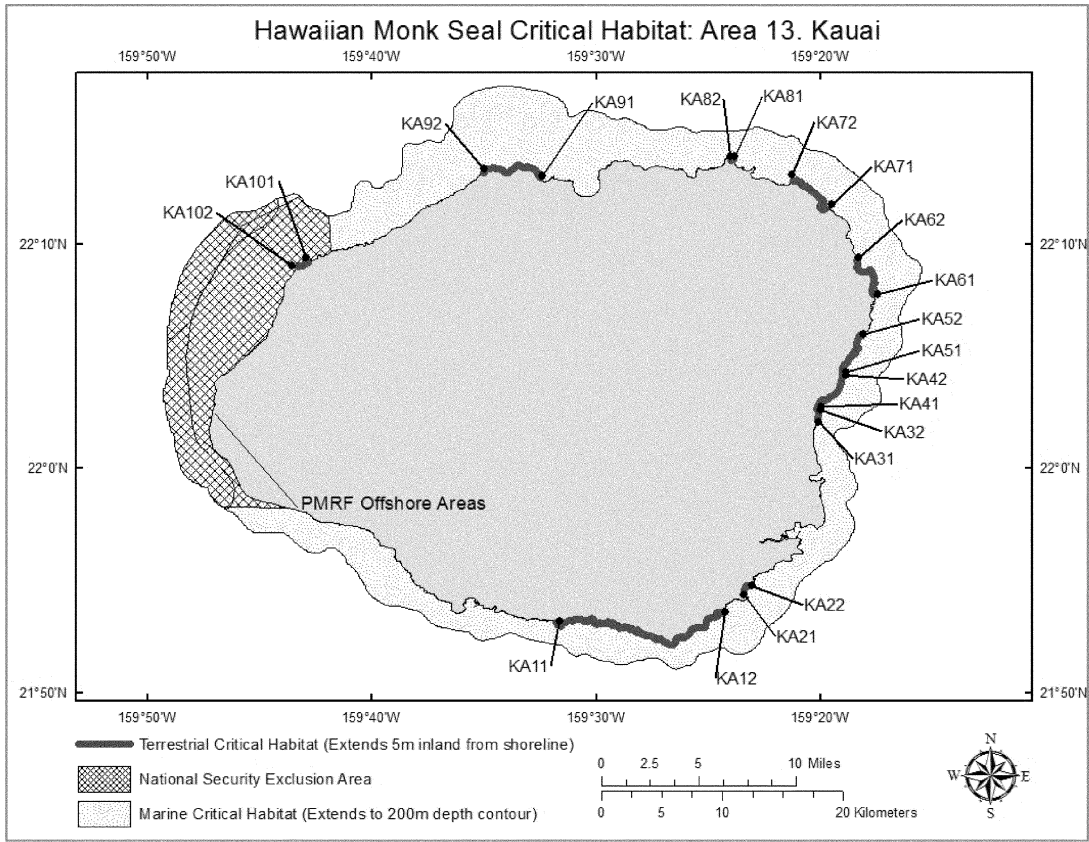 Hawaiian Monk Seal Critical Habitat: Area 13. Kauai
159°50'W 159°40'W 159°30'W 159°20'W
KA82 KA81
KA91
KA92 KA72
KA71
KA101
KA102 KA62
22°10'N 22°10'N
KA61
KA52
KA51
KA42
KA41
KA32
KA31
22°0'N 22°0'N
PMRF Offshore Areas
KA22
KA21
KA11
KA12
21°50'N 21°50'N
159°50'W 159°40'W 159°30'W 159°20'W
Terrestrial Critical Habitat (Extends 5m inland from shoreline)
National Security Exclusion Area
Marine Critical Habitat (Extends to 200m depth contour)
0 2.5 5 10 Miles
0 5 10 20 Kilometers
N
W E
S